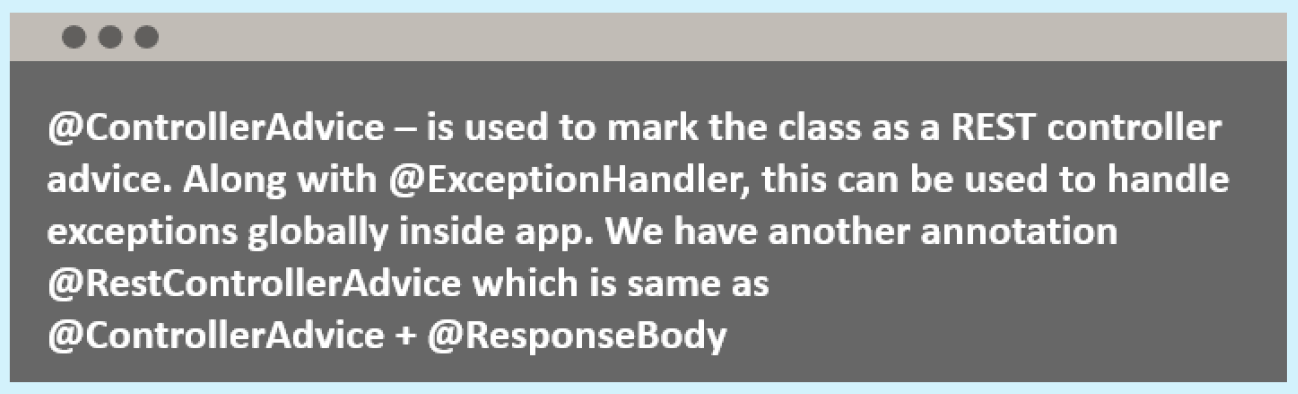 @ControllerAdvice – is used to mark the class as a REST controller
advice. Along with @ExceptionHandler, this can be used to handle
exceptions globally inside app. We have another annotation
@RestControllerAdvice which is same as
@ControllerAdvice + @ResponseBody